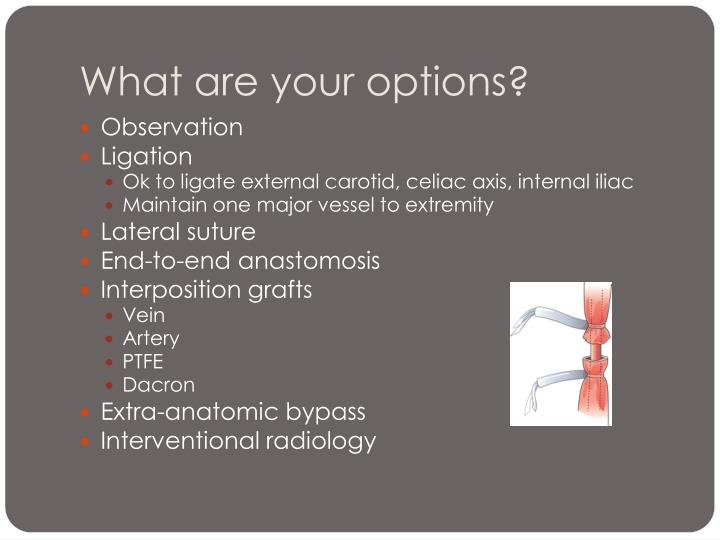 What are your options?
Observation
Ligation
Ok to ligate external carotid, celiac axis, internal iliac
Maintain one major vessel to extremity
Lateral suture
End-to-end anastomosis
Interposition grafts
Vein
Artery
PTFE
Dacron
Extra-anatomic bypass
Interventional radiology